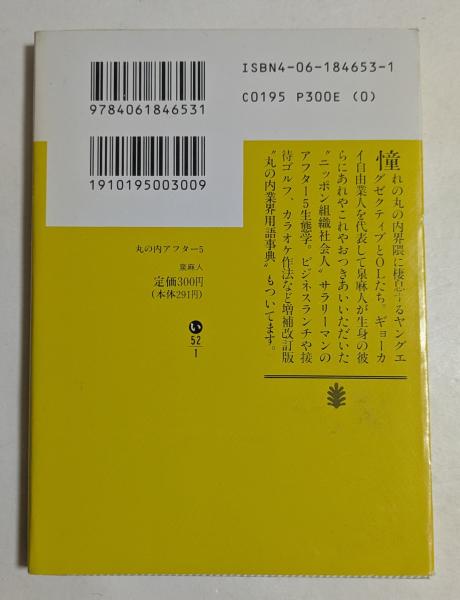 ISBN4-06-184653-1
C0195 P300E (0)
9784061846531
1910195003009
憧れの丸の内界隈に棲息するヤングエ
グゼクティブとOLたち。ギョーカ
イ自由業人を代表して泉麻人が生身の彼
らにあれやこれやおつきあいいただいた
〝ニッポン組織社会人〟サラリーマンの
アフター5生態学。ビジネスランチや接
待ゴルフ、カラオケ作法など増補改訂版
〝丸の内業界用語事典〟もついてます。
丸の内アフター5
泉麻人
定価300円
(本体291円)
い
52
1